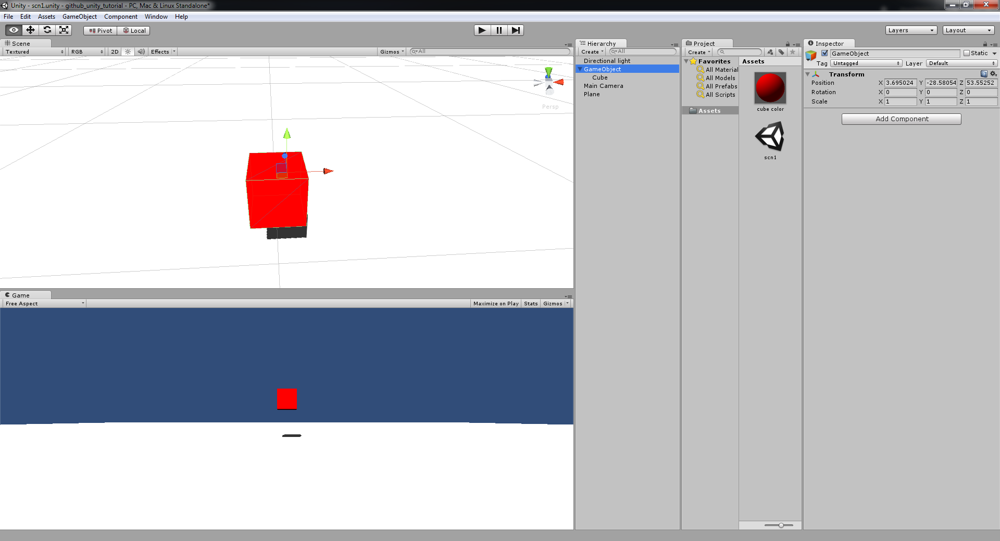 Unity - scn1.unity - github_unity_tutorial - PC, Mac & Linux Standalone*
File Edit Assets GameObject Component Window Help
Pivot Local Layers Layout
Scene
Textured RGB 2D Effects Gizmos All
Persp
Game
Free Aspect Maximize on Play Stats Gizmos
Hierarchy
Create All
Directional light
GameObject
Cube
Main Camera
Plane
Project
Create
Favorites
All Material
All Models
All Prefabs
All Scripts
Assets
Assets
cube color
scn1
Inspector
GameObject Static
Tag Untagged Layer Default
Transform
Position X 3.695024 Y -28.58054 Z 53.55252
Rotation X 0 Y 0 Z 0
Scale X 1 Y 1 Z 1
Add Component